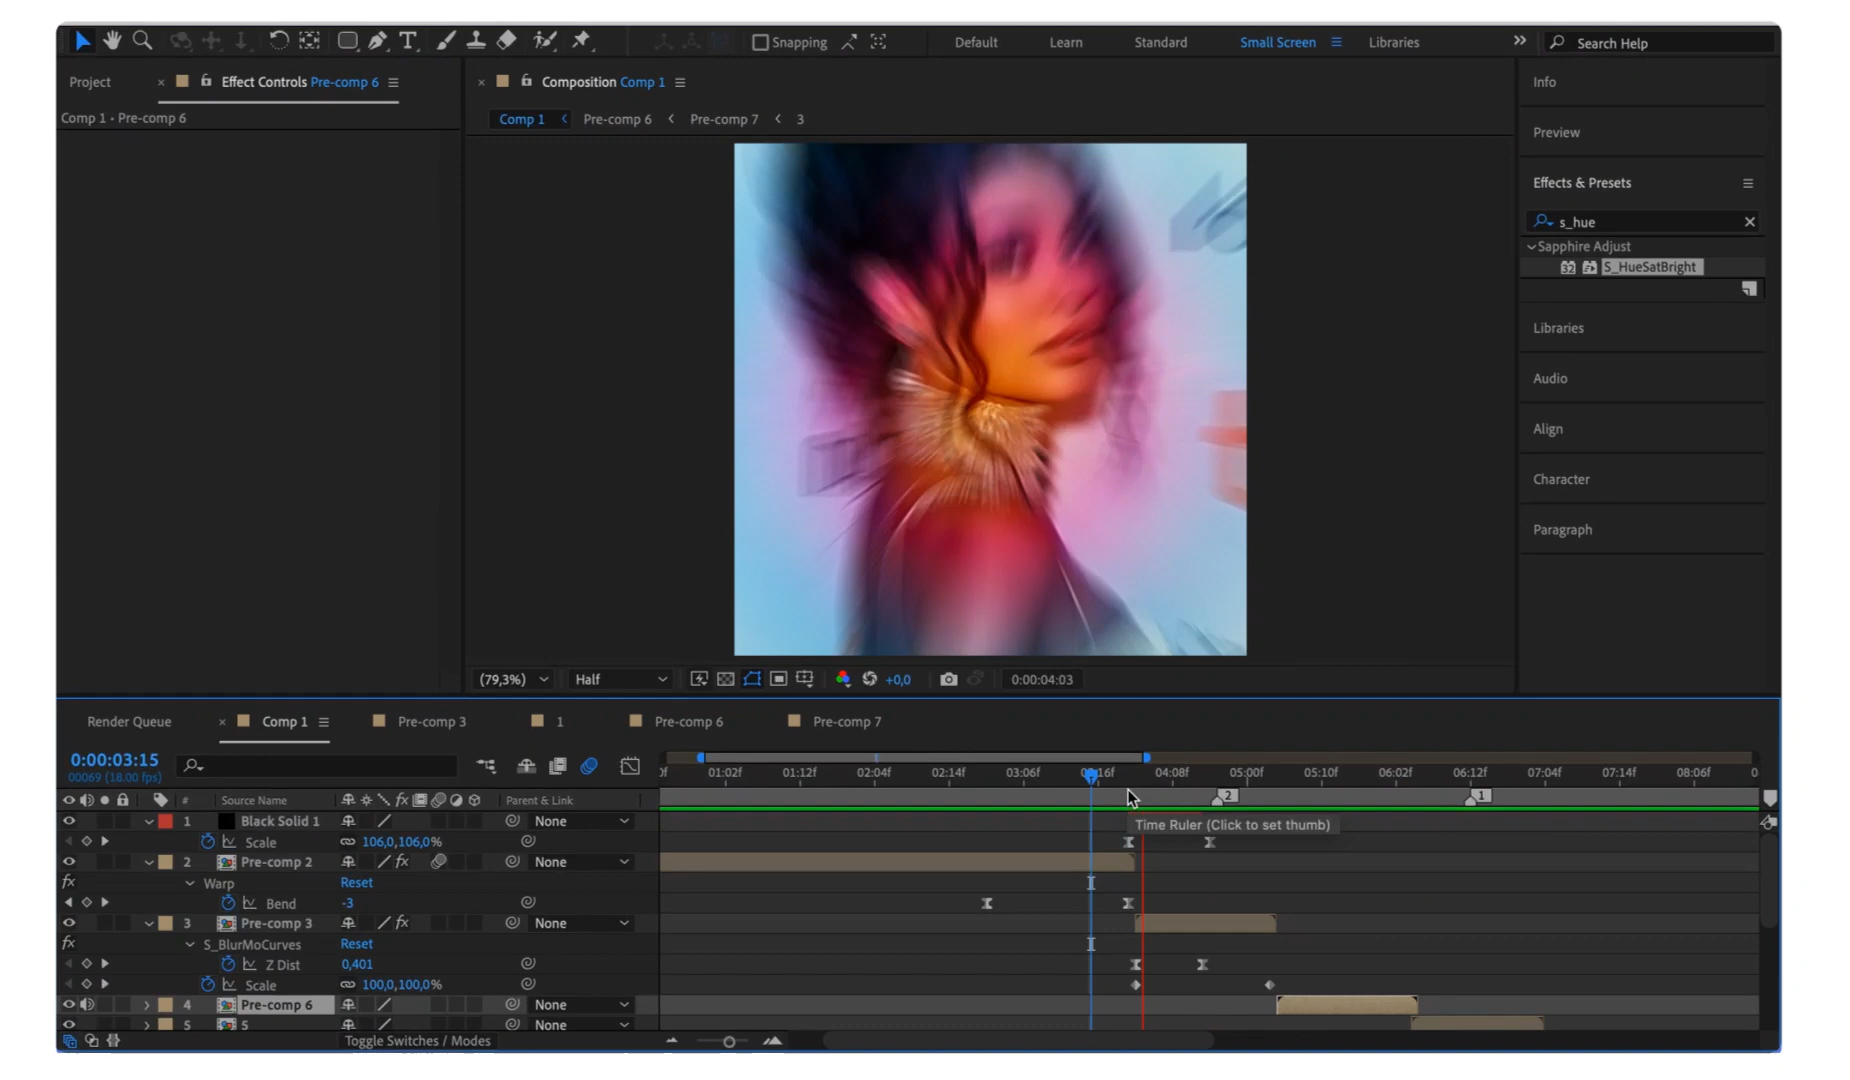 Snapping
Default
Learn
Standard
Small Screen
Libraries
Search Help
Project
Effect Controls Pre-comp 6
Composition Comp 1
Info
Comp 1 • Pre-comp 6
Comp 1
Pre-comp 6
Pre-comp 7
3
Preview
Effects & Presets
s_hue
Sapphire Adjust
32 S_HueSatBright
Libraries
Audio
Align
Character
Paragraph
(79,3%)
Half
+0,0
0:00:04:03
Render Queue
Comp 1
Pre-comp 3
1
Pre-comp 6
Pre-comp 7
0:00:03:15
00069 (18.00 fps)
01:02f 01:12f 02:04f 02:14f 03:06f 04:08f 05:00f 05:10f 06:02f 06:12f 07:04f 07:14f 08:06f
# Source Name fx Parent & Link
2 1
1 Black Solid 1 None
Time Ruler (Click to set thumb)
Scale 106,0,106,0%
2 Pre-comp 2 fx None
fx Warp Reset
Bend -3
3 Pre-comp 3 fx None
fx S_BlurMoCurves Reset
Z Dist 0,401
Scale 100,0,100,0%
4 Pre-comp 6 None
5 5 None
Toggle Switches / Modes